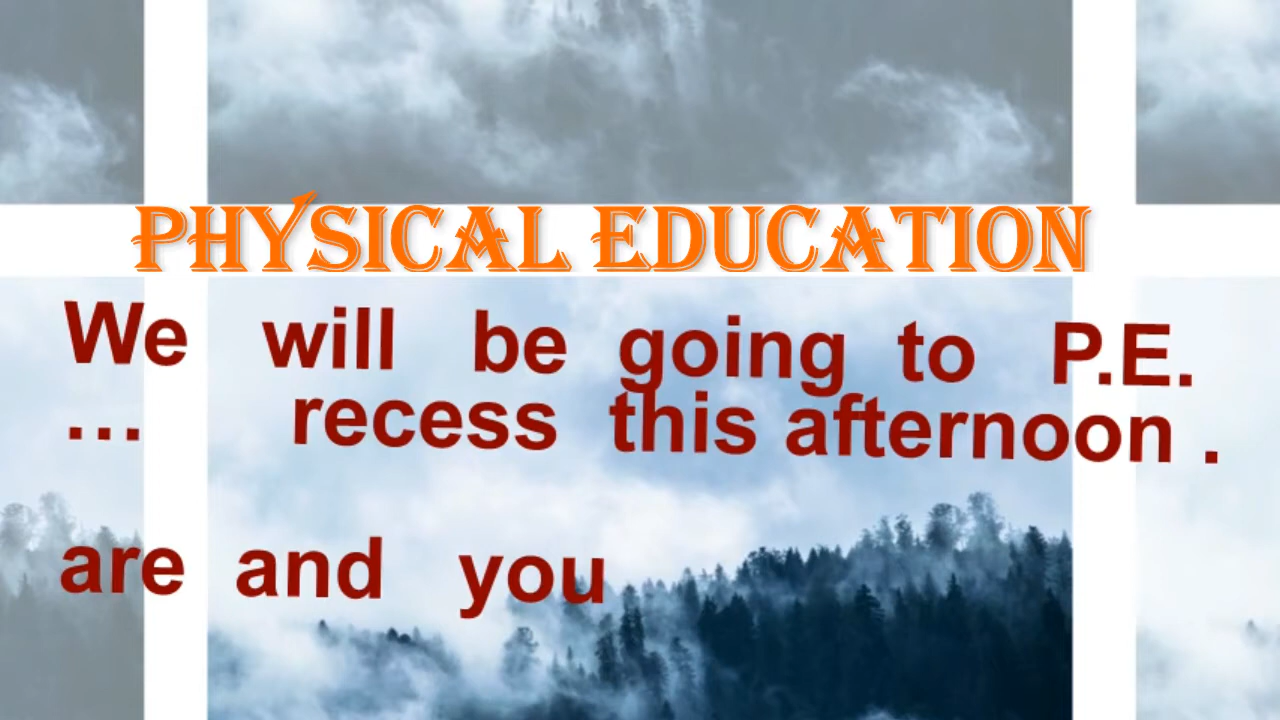 PHYSICAL EDUCATION
We will be going to P.E.
... recess this afternoon .
are and you